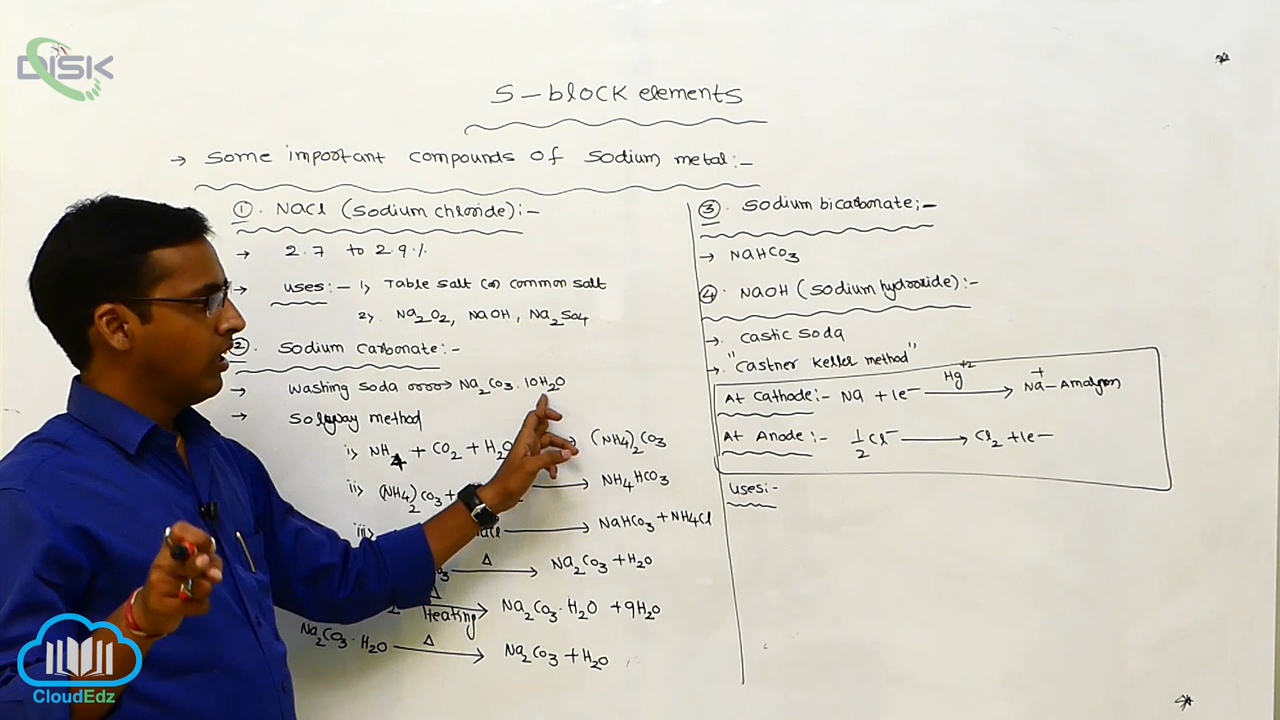 DISK
S-block elements
→ Some important compounds of Sodium metal:-
① . NaCl (Sodium chloride):-
→ 2.7 to 2.9%
→ uses:- 1) Table salt (or) common salt
2) Na2O2, NaOH, Na2SO4
② . Sodium Carbonate:-
→ washing soda → Na2CO3.10H2O
→ method
i) NH4 + CO2 + H2O → (NH4)2CO3
ii) (NH4)2CO3 + → NH4HCO3
iii) → NaHCO3 + NH4Cl
Δ → Na2CO3 + H2O
Δ Heating → Na2CO3.H2O + 9H2O
Na2CO3.H2O Δ → Na2CO3 + H2O
③ . Sodium bicarbonate:-
→ NaHCO3
④ . NaOH (Sodium hydroxide):-
→ castic soda
→ "castner keller method"
At Cathode:- Na + 1e- Hg+2 → Na+ - Amalgm
At Anode:- 1/2 Cl- → Cl2 + 1e-
uses:-
CloudEdz